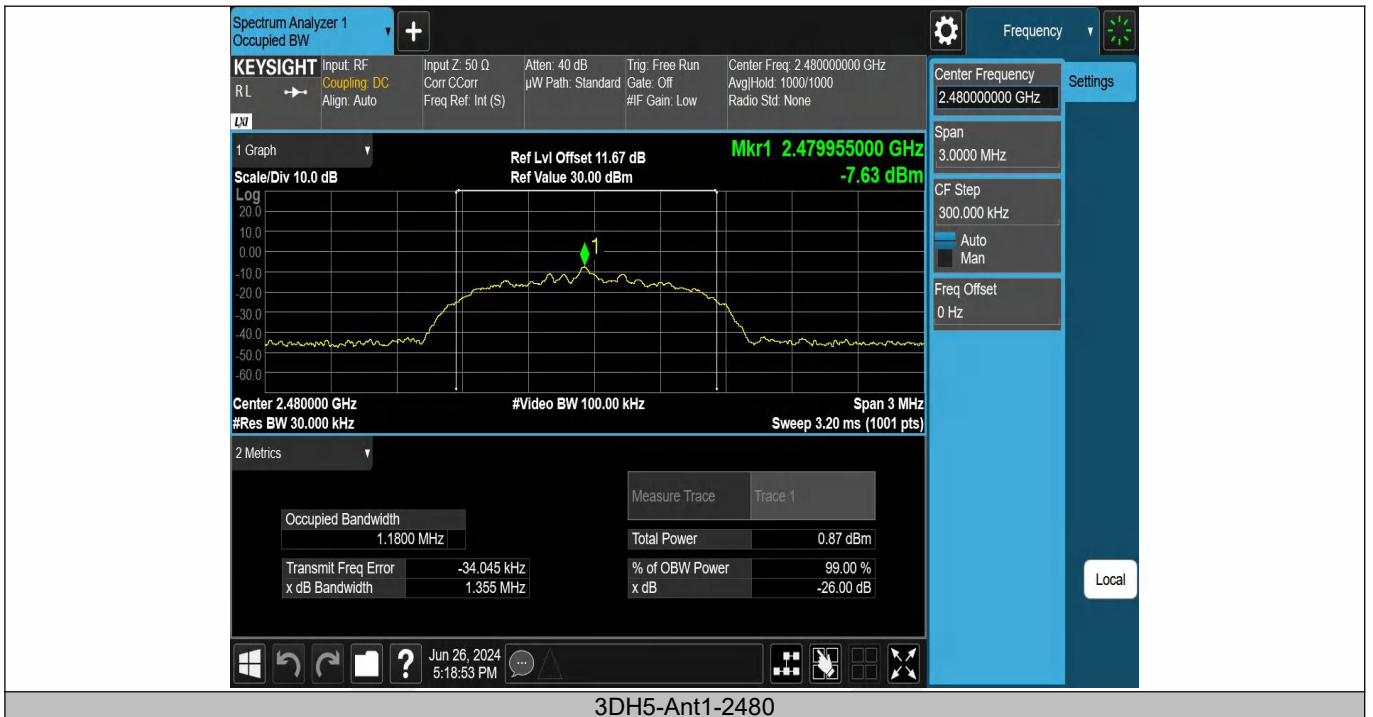 Spectrum Analyzer 1
Occupied BW
+
Frequency
KEYSIGHT
RL
LXI
Input: RF
Coupling: DC
Align: Auto
Input Z: 50 Ω
Corr CCorr
Freq Ref: Int (S)
Atten: 40 dB
µW Path: Standard
Trig: Free Run
Gate: Off
#IF Gain: Low
Center Freq: 2.480000000 GHz
Avg|Hold: 1000/1000
Radio Std: None
Center Frequency
2.480000000 GHz
Settings
Span
3.0000 MHz
CF Step
300.000 kHz
Auto
Man
Freq Offset
0 Hz
Local
1 Graph
Scale/Div 10.0 dB
Ref Lvl Offset 11.67 dB
Ref Value 30.00 dBm
Mkr1 2.479955000 GHz
-7.63 dBm
Log
20.0
10.0
0.00
-10.0
-20.0
-30.0
-40.0
-50.0
-60.0
1
Center 2.480000 GHz
#Res BW 30.000 kHz
#Video BW 100.00 kHz
Span 3 MHz
Sweep 3.20 ms (1001 pts)
2 Metrics
Measure Trace Trace 1
Occupied Bandwidth
1.1800 MHz
Total Power 0.87 dBm
Transmit Freq Error -34.045 kHz
% of OBW Power 99.00 %
x dB Bandwidth 1.355 MHz
x dB -26.00 dB
?
Jun 26, 2024
5:18:53 PM
3DH5-Ant1-2480